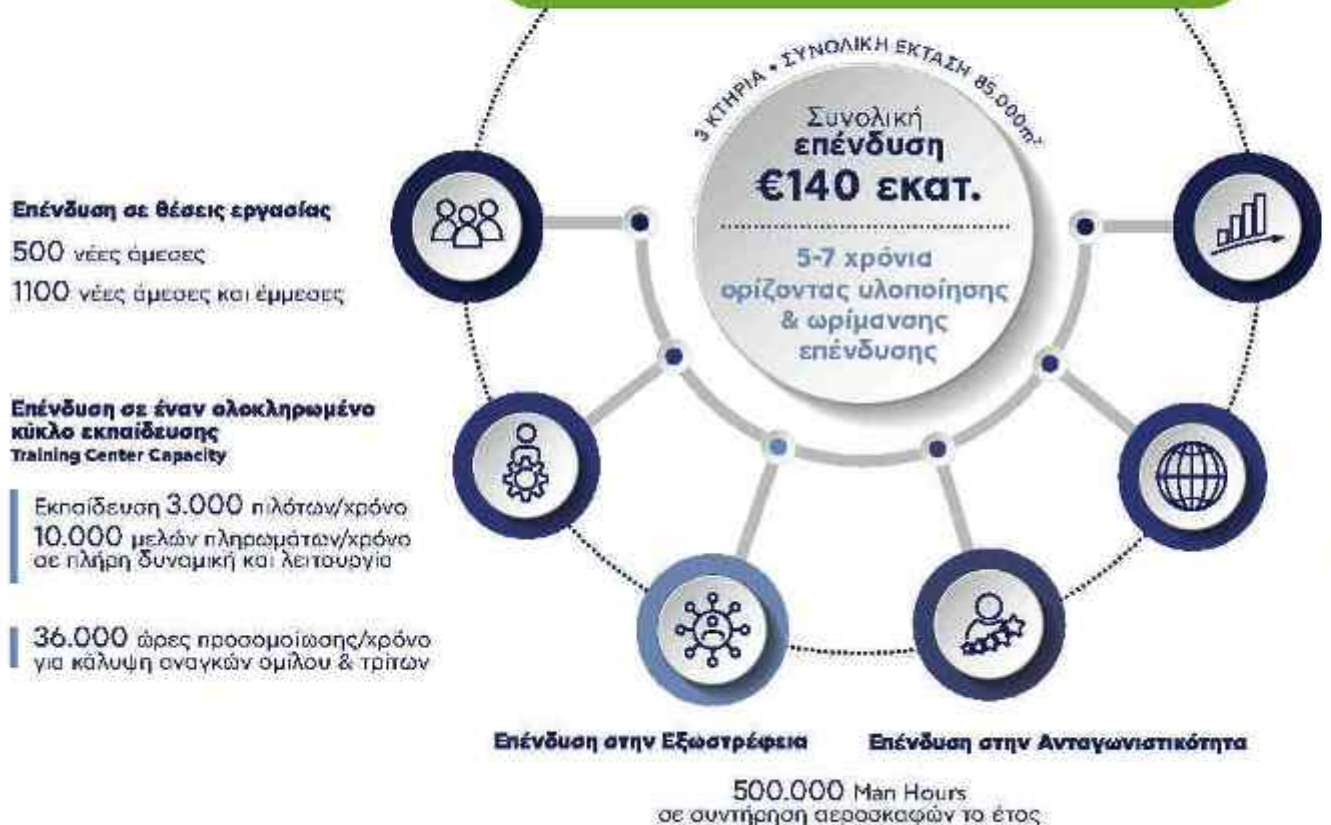 3 ΚΤΗΡΙΑ • ΣΥΝΟΛΙΚΗ ΕΚΤΑΣΗ 85.000m²
Συνολική
επένδυση
€140 εκατ.
5-7 χρόνια
ορίζοντας υλοποίησης
& ωρίμανσης
επένδυσης
Επένδυση σε θέσεις εργασίας
500 νέες άμεσες
1100 νέες άμεσες και έμμεσες
Επένδυση σε έναν ολοκληρωμένο
κύκλο εκπαίδευσης
Training Center Capacity
Εκπαίδευση 3.000 πιλότων/χρόνο
10.000 μελών πληρωμάτων/χρόνο
σε πλήρη δυναμική και λειτουργία
36.000 ώρες προσομοίωσης/χρόνο
για κάλυψη αναγκών ομίλου & τρίτων
Επένδυση στην Εξωστρέφεια
Επένδυση στην Ανταγωνιστικότητα
500.000 Man Hours
σε συντήρηση αεροσκαφών το έτος